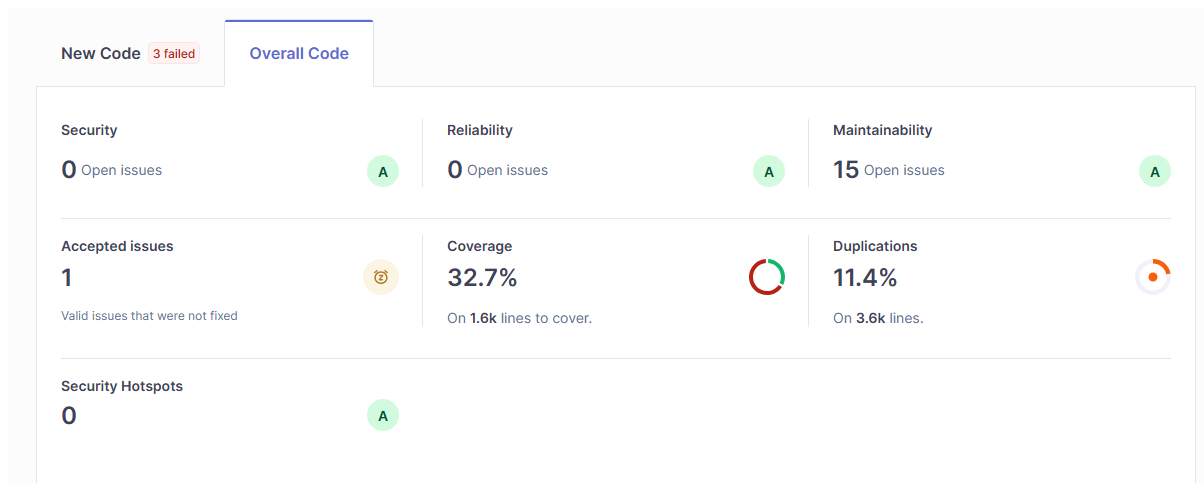 New Code 3 failed Overall Code
Security Reliability Maintainability
0 Open issues A 0 Open issues A 15 Open issues A
Accepted issues Coverage Duplications
1 32.7% 11.4%
Valid issues that were not fixed On 1.6k lines to cover. On 3.6k lines.
Security Hotspots
0 A